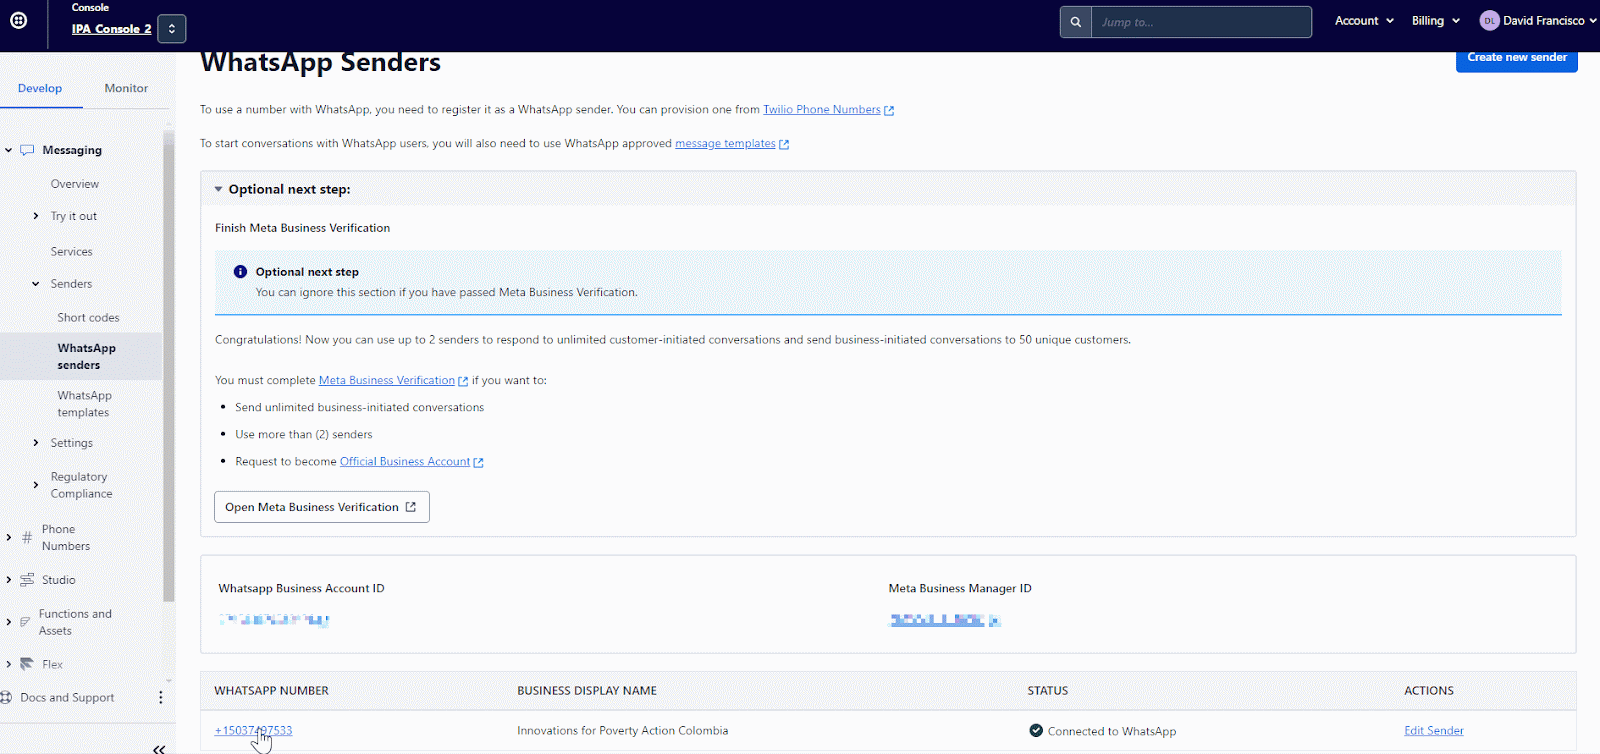 Console
IPA Console 2
Jump to...
Account
Billing
DL
David Francisco
Develop
Monitor
Messaging
Overview
Try it out
Services
Senders
Short codes
WhatsApp
senders
WhatsApp
templates
Settings
Regulatory
Compliance
Phone
Numbers
Studio
Functions and
Assets
Flex
Docs and Support
WhatsApp Senders
Create new sender
To use a number with WhatsApp, you need to register it as a WhatsApp sender. You can provision one from Twilio Phone Numbers
To start conversations with WhatsApp users, you will also need to use WhatsApp approved message templates
Optional next step:
Finish Meta Business Verification
Optional next step
You can ignore this section if you have passed Meta Business Verification.
Congratulations! Now you can use up to 2 senders to respond to unlimited customer-initiated conversations and send business-initiated conversations to 50 unique customers.
You must complete Meta Business Verification if you want to:
• Send unlimited business-initiated conversations
• Use more than (2) senders
• Request to become Official Business Account
Open Meta Business Verification
Whatsapp Business Account ID
Meta Business Manager ID
WHATSAPP NUMBER
BUSINESS DISPLAY NAME
STATUS
ACTIONS
+15037497533
Innovations for Poverty Action Colombia
Connected to WhatsApp
Edit Sender